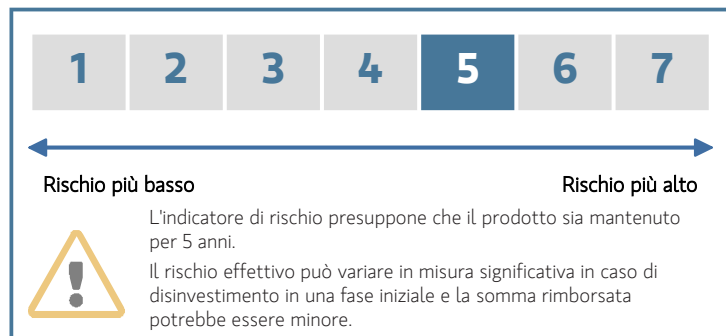 1 2 3 4 5 6 7
Rischio più basso Rischio più alto
L'indicatore di rischio presuppone che il prodotto sia mantenuto
per 5 anni.
Il rischio effettivo può variare in misura significativa in caso di
disinvestimento in una fase iniziale e la somma rimborsata
potrebbe essere minore.